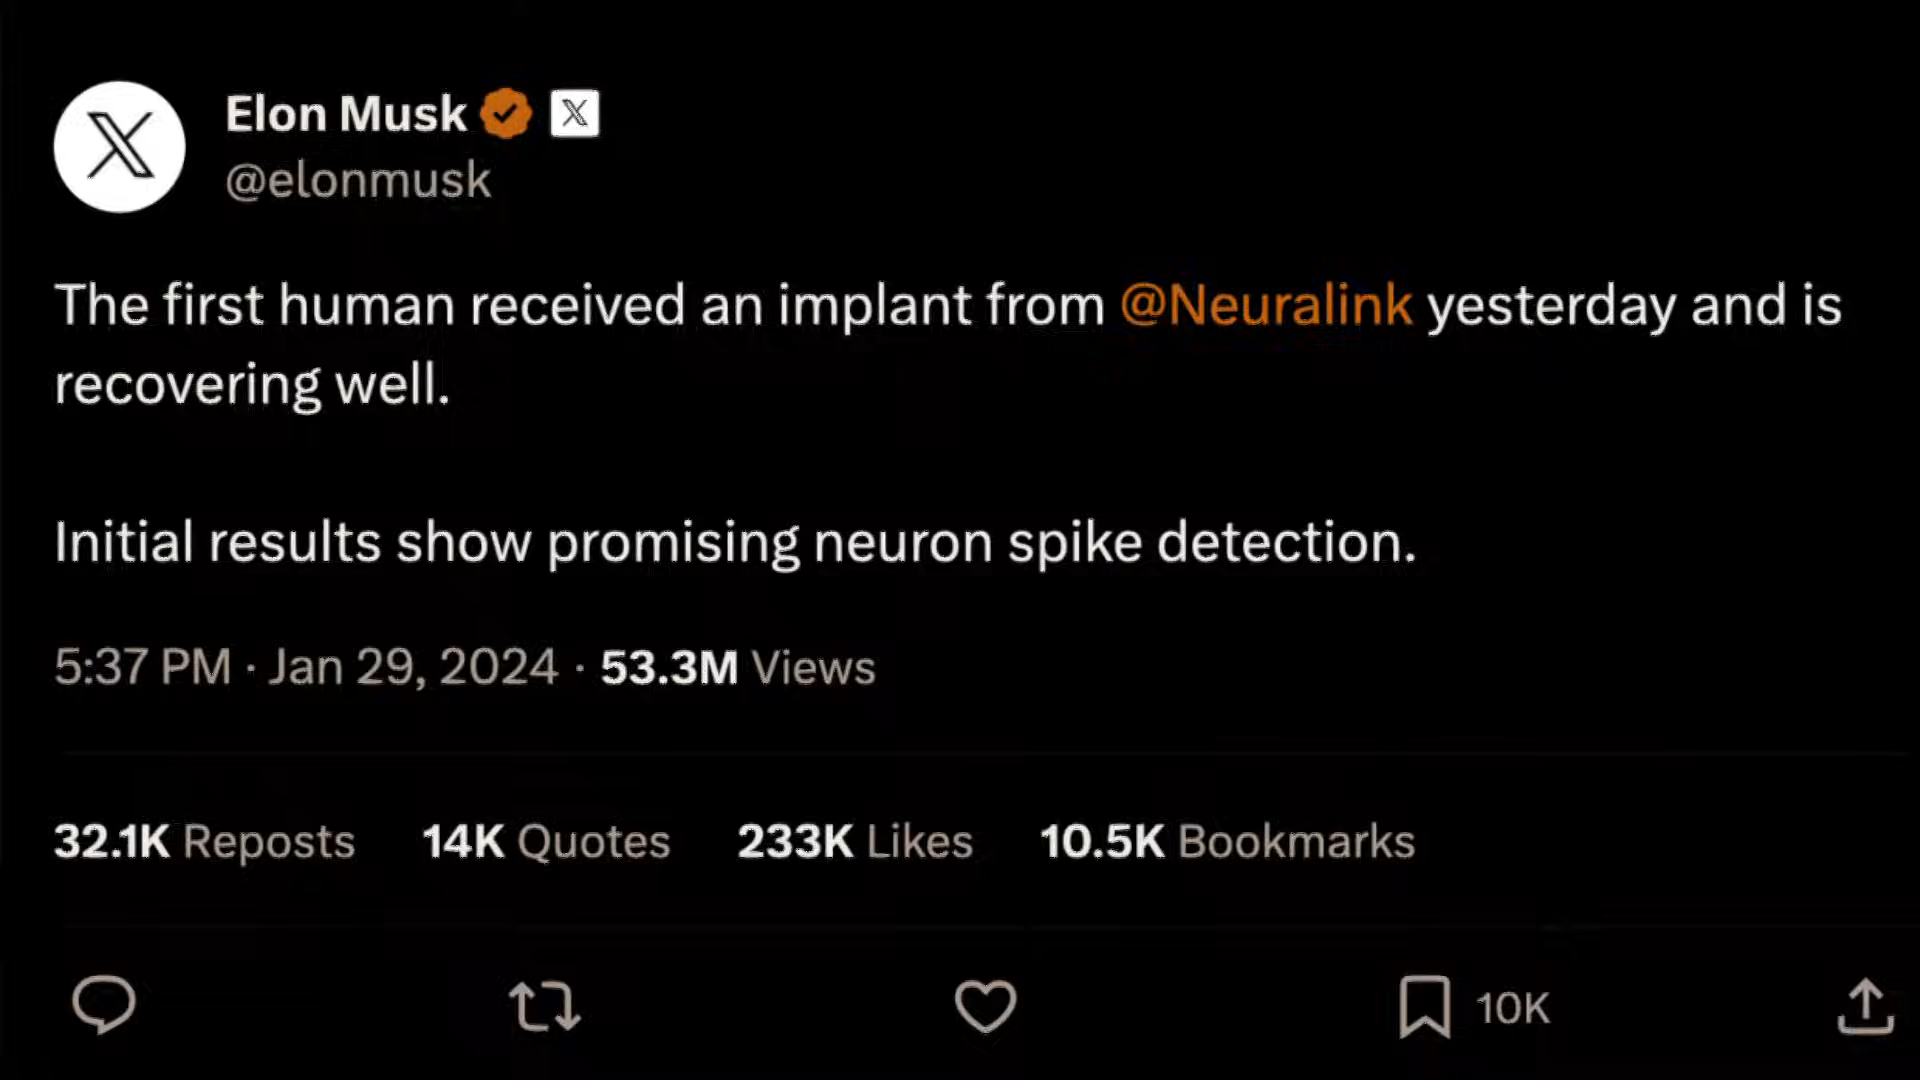 Elon Musk
@elonmusk
The first human received an implant from @Neuralink yesterday and is
recovering well.
Initial results show promising neuron spike detection.
5:37 PM · Jan 29, 2024 · 53.3M Views
32.1K Reposts 14K Quotes 233K Likes 10.5K Bookmarks
10K